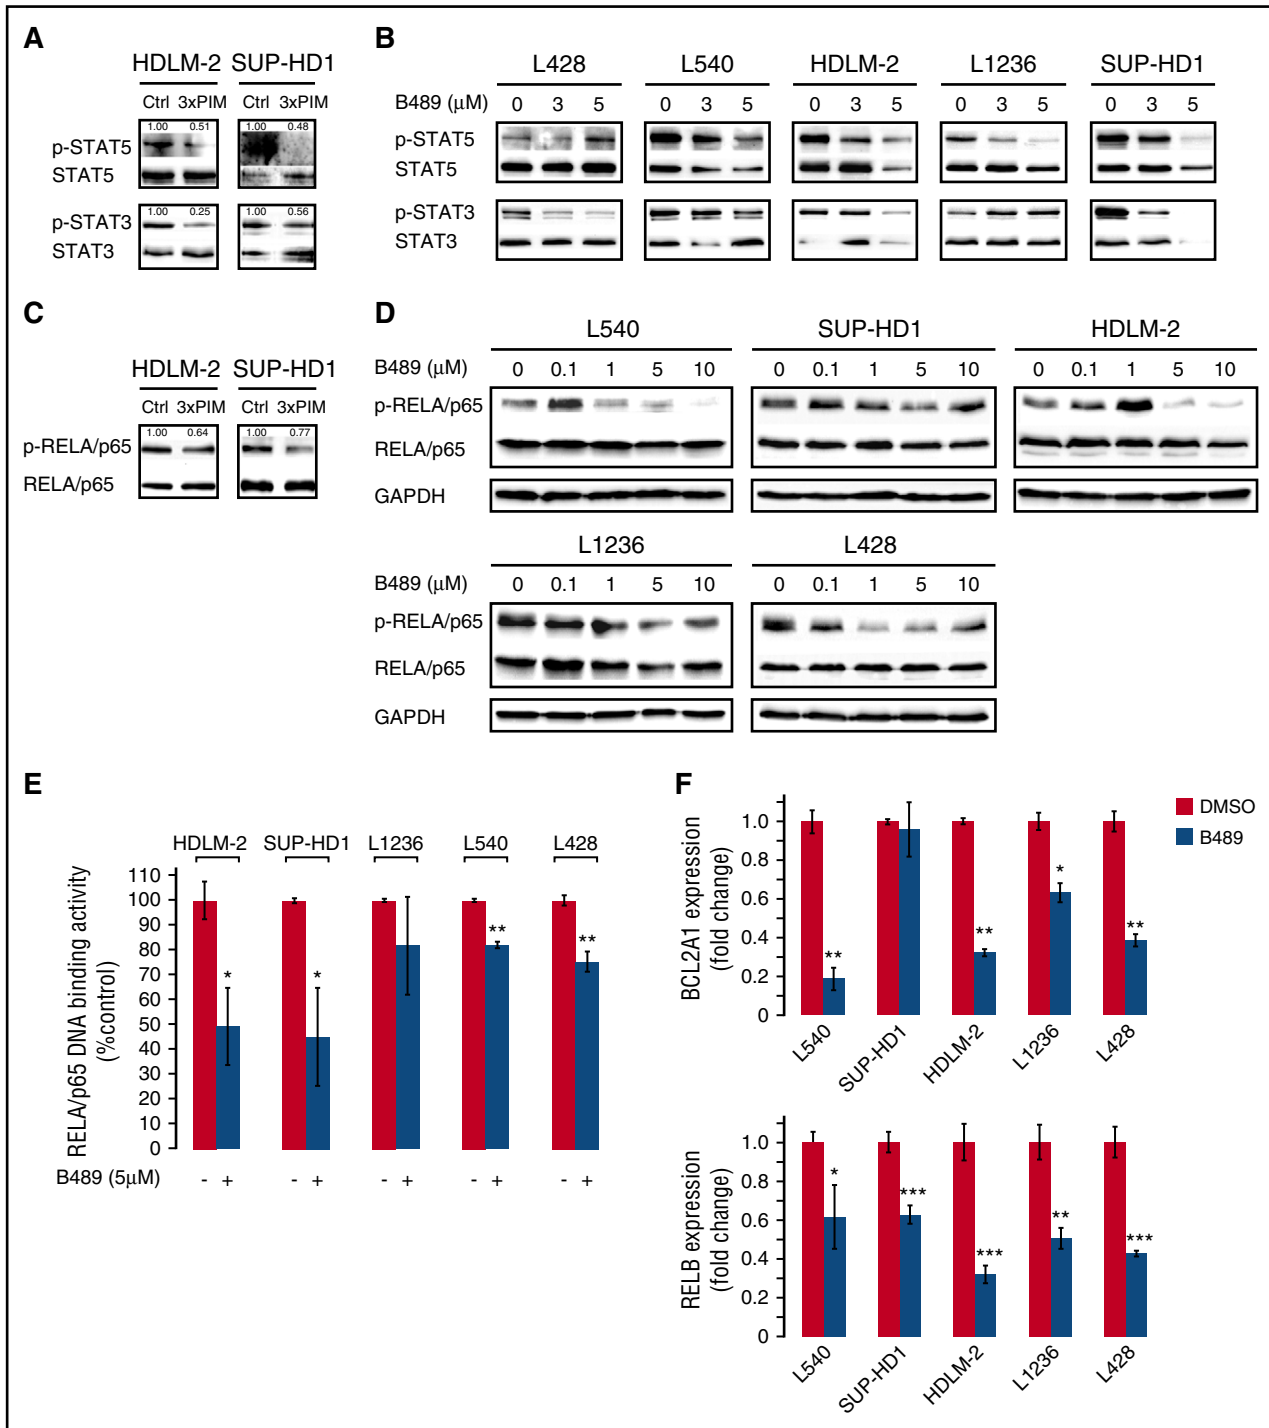 A
HDLM-2 SUP-HD1
Ctrl 3xPIM Ctrl 3xPIM
1.00 0.51 1.00 0.48
p-STAT5
STAT5
1.00 0.25 1.00 0.56
p-STAT3
STAT3
B
L428 L540 HDLM-2 L1236 SUP-HD1
B489 (μM) 0 3 5 0 3 5 0 3 5 0 3 5 0 3 5
p-STAT5
STAT5
p-STAT3
STAT3
C
HDLM-2 SUP-HD1
Ctrl 3xPIM Ctrl 3xPIM
1.00 0.64 1.00 0.77
p-RELA/p65
RELA/p65
D
L540 SUP-HD1 HDLM-2
B489 (μM) 0 0.1 1 5 10 0 0.1 1 5 10 0 0.1 1 5 10
p-RELA/p65
RELA/p65
GAPDH
L1236 L428
B489 (μM) 0 0.1 1 5 10 0 0.1 1 5 10
p-RELA/p65
RELA/p65
GAPDH
E
HDLM-2 SUP-HD1 L1236 L540 L428
RELA/p65 DNA binding activity
(%control)
110
100
90
80
70
60
50
40
30
20
10
0
* * ** **
B489 (5μM) - + - + - + - + - +
F
DMSO
B489
BCL2A1 expression
(fold change)
1.0
0.8
0.6
0.4
0.2
0
** ** * **
L540 SUP-HD1 HDLM-2 L1236 L428
RELB expression
(fold change)
1.0
0.8
0.6
0.4
0.2
0
* *** *** ** ***
L540 SUP-HD1 HDLM-2 L1236 L428